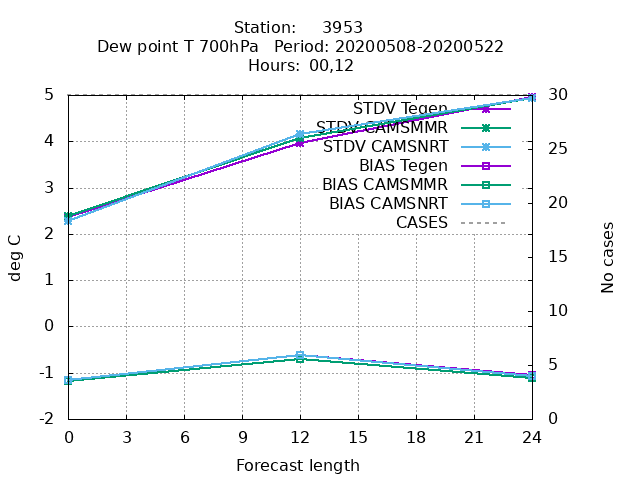 Station:     3953
Dew point T 700hPa   Period: 20200508-20200522
Hours: 00,12
5
4
3
2
1
0
-1
-2
30
25
20
15
10
5
0
STDV Tegen
STDV CAMSMMR
STDV CAMSNRT
BIAS Tegen
BIAS CAMSMMR
BIAS CAMSNRT
CASES
deg C
No cases
0 3 6 9 12 15 18 21 24
Forecast length